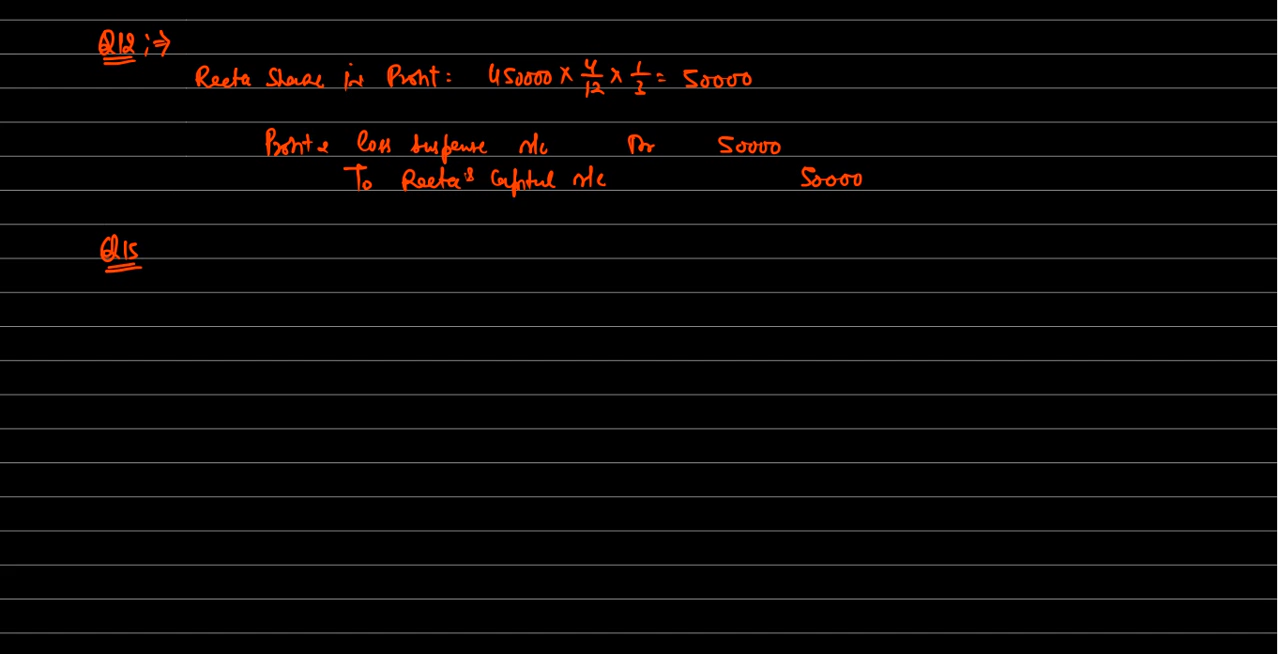 Q12 :⇒
Reeta Share in Profit : 450000 × 4/12 × 1/3 = 50000
Profit & loss suspense A/c Dr 50000
To Reeta's Capital A/c 50000
Q15